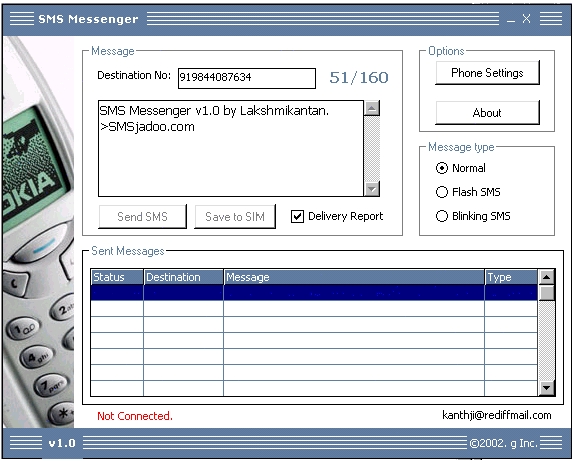 SMS Messenger
Message
Destination No: 919844087634 51/160
SMS Messenger v1.0 by Lakshmikantan.
>SMSjadoo.com
Send SMS Save to SIM Delivery Report
Options
Phone Settings
About
Message type
Normal
Flash SMS
Blinking SMS
Sent Messages
Status Destination Message Type
Not Connected. kanthji@rediffmail.com
v1.0 ©2002. g Inc.